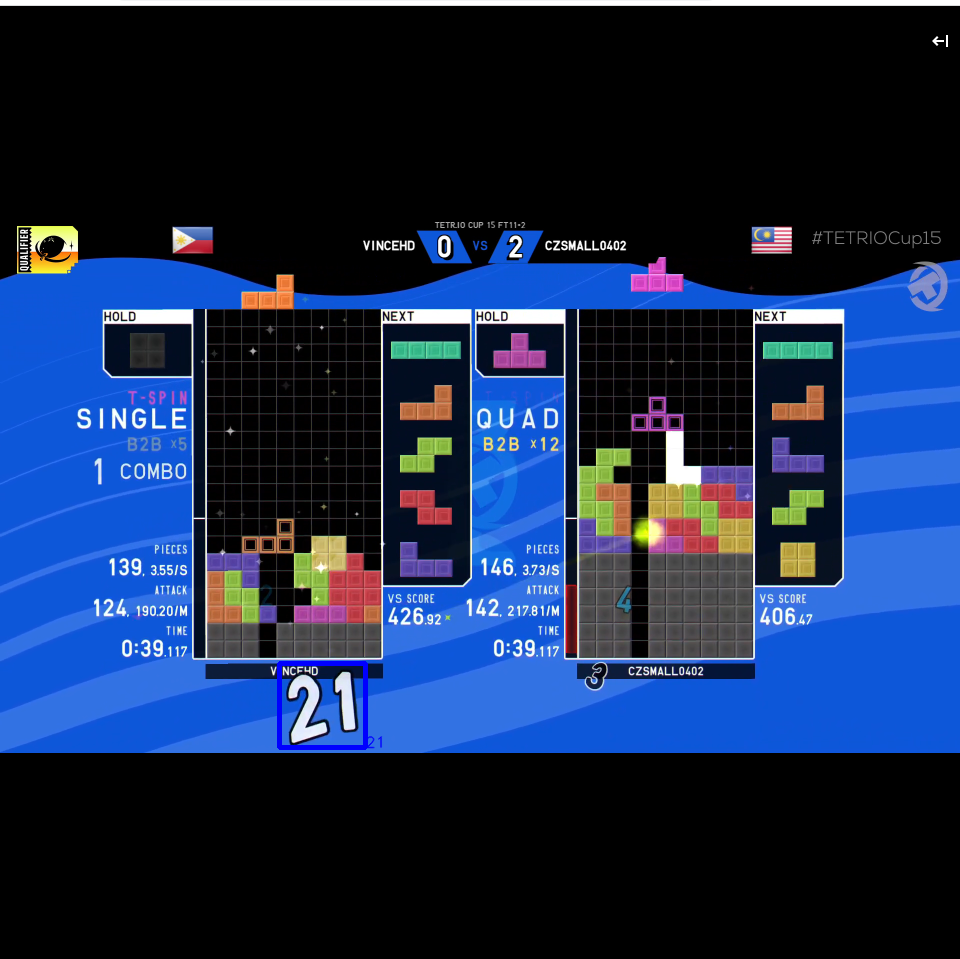 TETR.IO CUP 15 FT11-2
QUALIFIER
VINCEHD 0 VS 2 CZSMALL0402
#TETRIOCup15
HOLD
NEXT
T-SPIN
SINGLE
B2B ×5
1 COMBO
2
PIECES
139, 3.55/S
ATTACK
124, 190.20/M
TIME
0:39.117
VS SCORE
426.92
VINCEHD
21
21
HOLD
NEXT
T-SPIN
QUAD
B2B ×12
4
PIECES
146, 3.73/S
ATTACK
142, 217.81/M
TIME
0:39.117
VS SCORE
406.47
3
CZSMALL0402